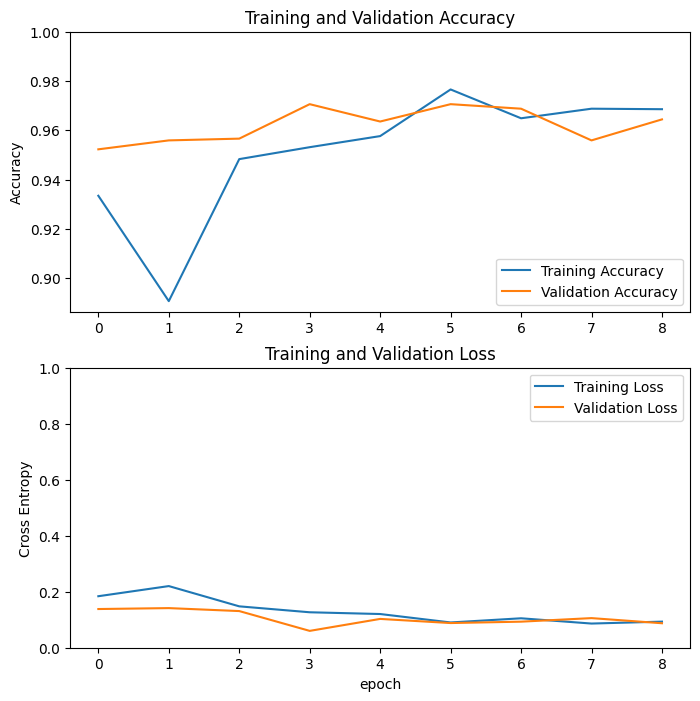 Training and Validation Accuracy
1.00
0.98
0.96
0.94
0.92
0.90
Accuracy
Training Accuracy
Validation Accuracy
0 1 2 3 4 5 6 7 8
Training and Validation Loss
1.0
0.8
0.6
0.4
0.2
0.0
Cross Entropy
Training Loss
Validation Loss
0 1 2 3 4 5 6 7 8
epoch